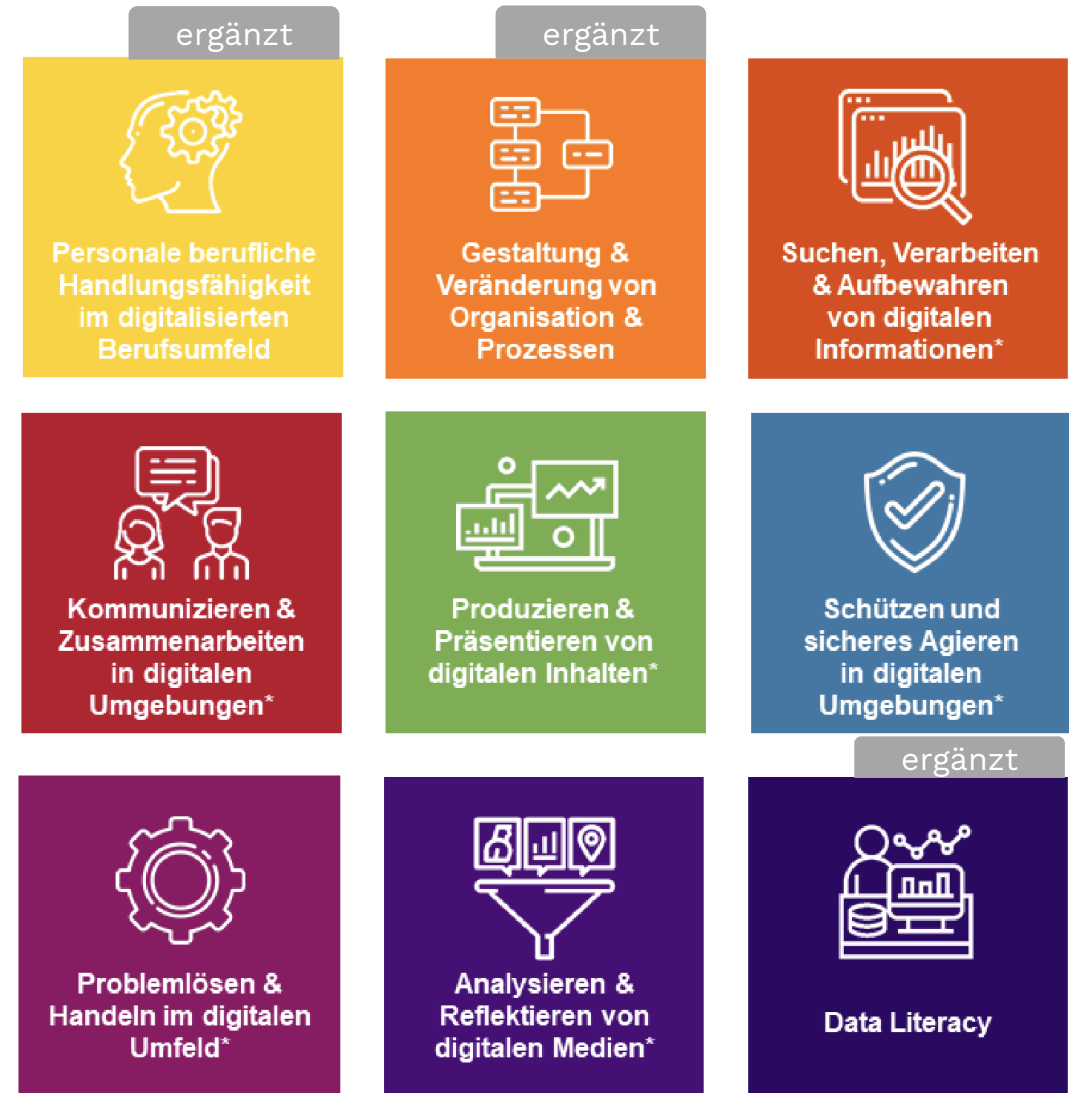 ergänzt
ergänzt
Personale berufliche
Handlungsfähigkeit
im digitalisierten
Berufsumfeld
Gestaltung &
Veränderung von
Organisation &
Prozessen
Suchen, Verarbeiten
& Aufbewahren
von digitalen
Informationen*
Kommunizieren &
Zusammenarbeiten
in digitalen
Umgebungen*
Produzieren &
Präsentieren von
digitalen Inhalten*
Schützen und
sicheres Agieren
in digitalen
Umgebungen*
ergänzt
Problemlösen &
Handeln im digitalen
Umfeld*
Analysieren &
Reflektieren von
digitalen Medien*
Data Literacy